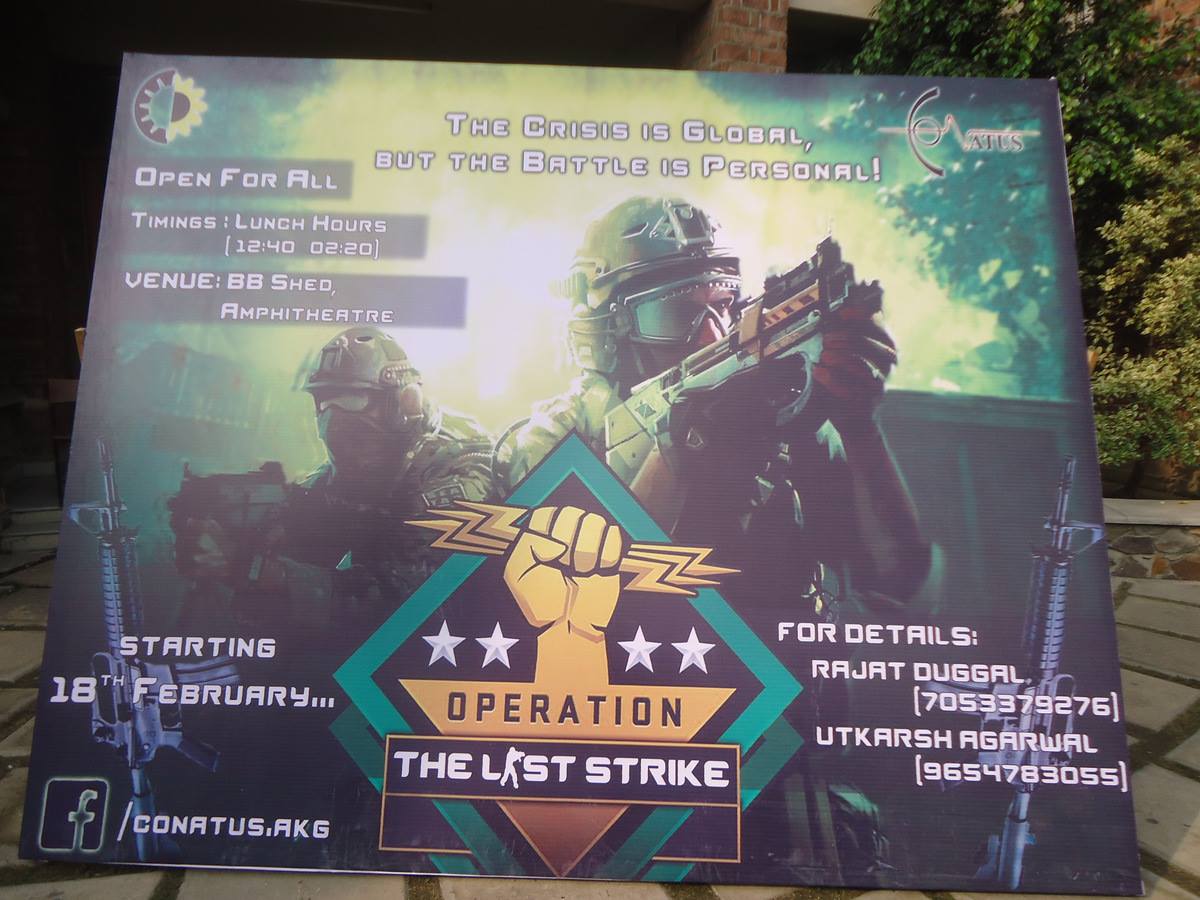 The Crisis is Global,
but the Battle is Personal!
CONATUS
Open For All
Timings : Lunch Hours
(12:40 02:20)
Venue: BB Shed,
Amphitheatre
Starting
18th February...
f /conatus.akg
OPERATION
THE LAST STRIKE
For Details:
Rajat Duggal
(7053379276)
Utkarsh Agarwal
(9654783055)